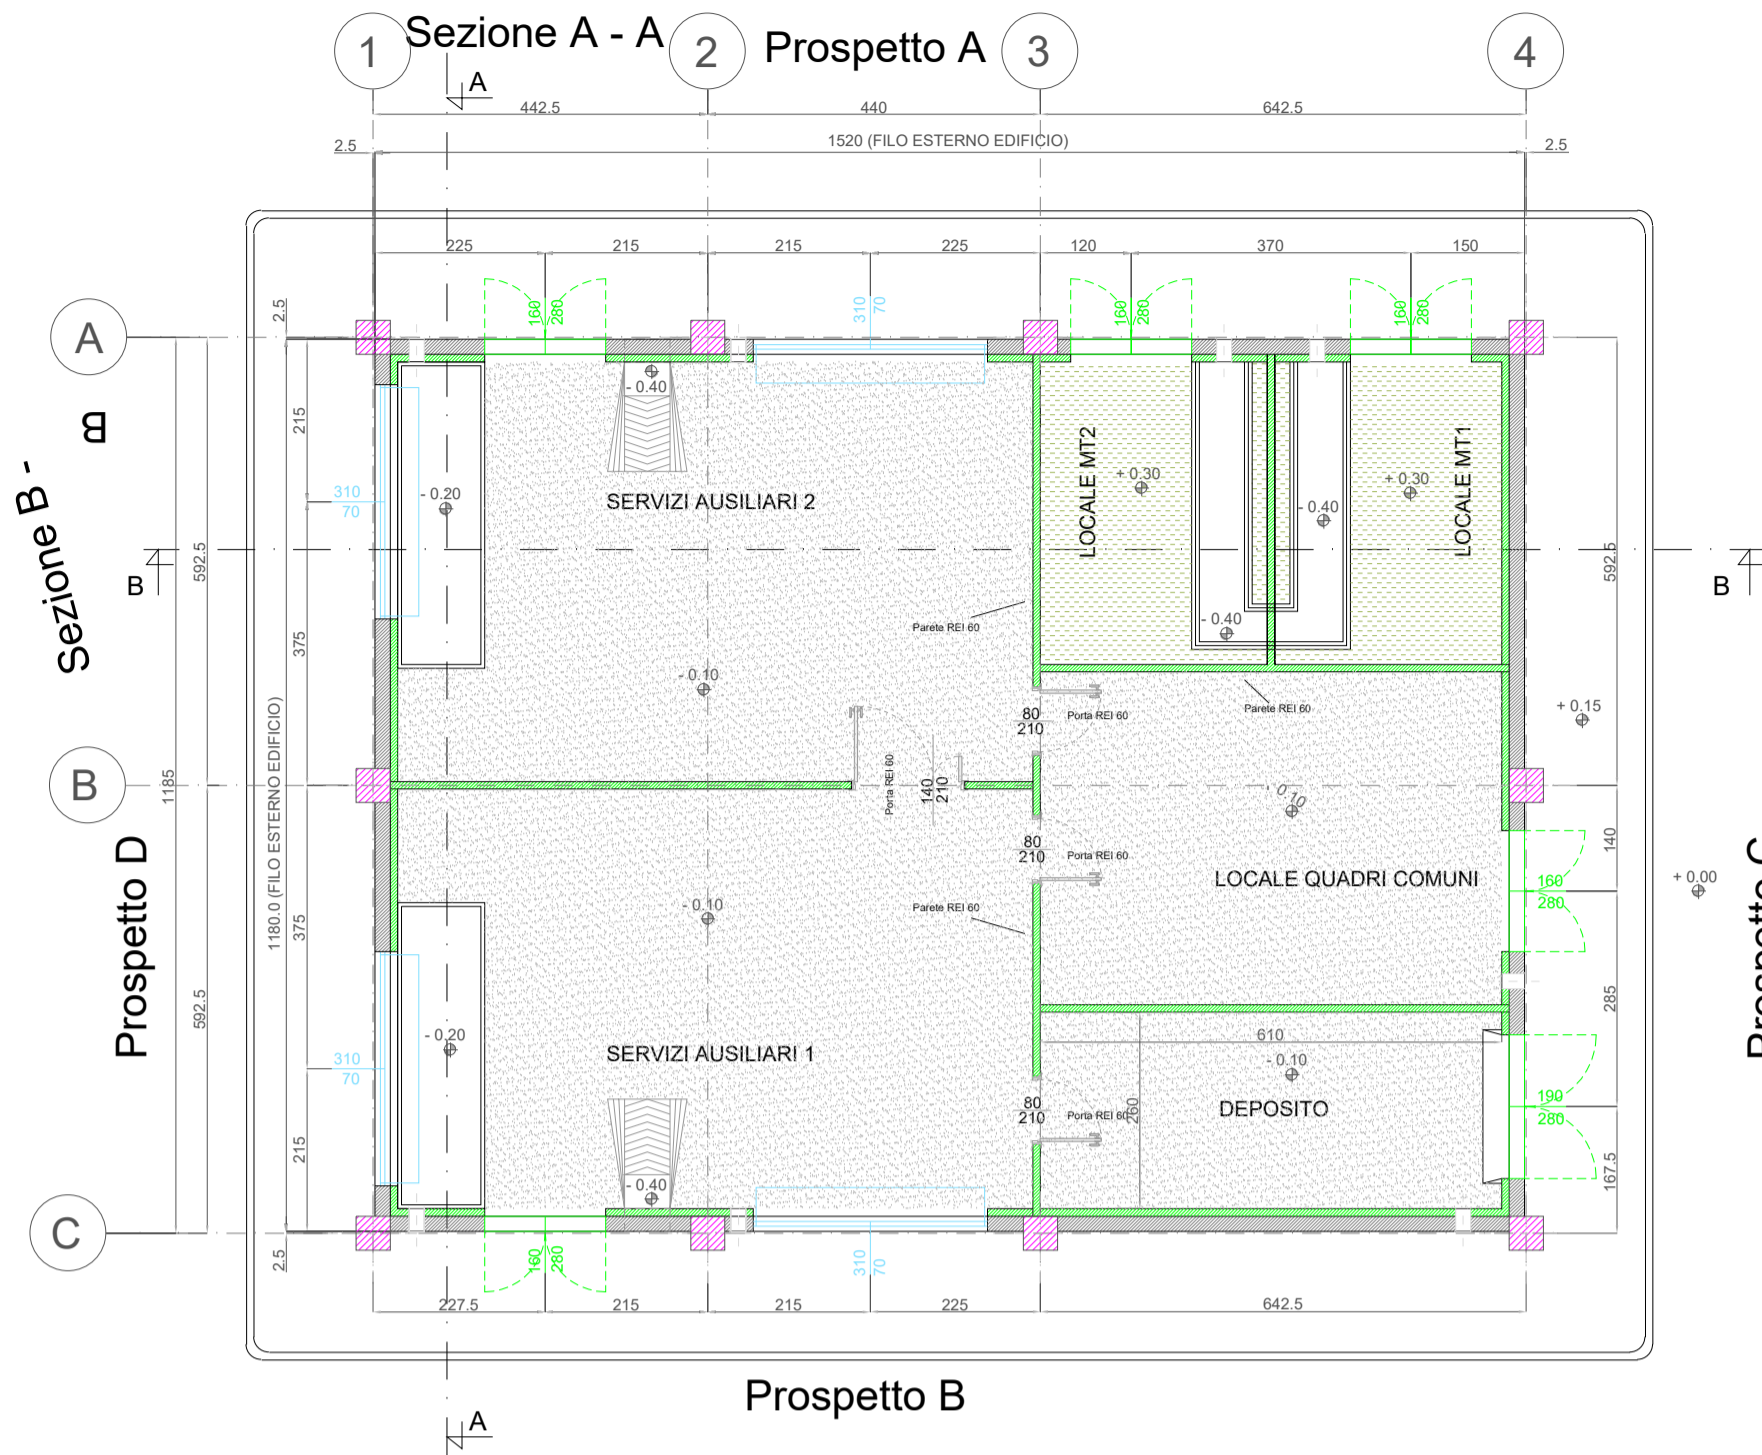 1
Sezione A - A
2
Prospetto A
3
4
A
442.5
440
642.5
2.5
1520 (FILO ESTERNO EDIFICIO)
2.5
225
215
215
225
120
370
150
2.5
160
280
310
70
160
280
160
280
A
- 0.40
215
B
LOCALE MT2
LOCALE MT1
+ 0.30
+ 0.30
310
70
- 0.20
SERVIZI AUSILIARI 2
- 0.40
Sezione B -
592.5
592.5
B
B
375
Parete REI 60
- 0.40
- 0.10
80
210
Porta REI 60
Parete REI 60
+ 0.15
1180.0 (FILO ESTERNO EDIFICIO)
B
1185
Porta REI 60
140
210
- 0.10
80
210
Porta REI 60
140
Prospetto D
LOCALE QUADRI COMUNI
160
280
+ 0.00
Prospetto C
375
- 0.10
Parete REI 60
592.5
285
- 0.20
310
70
SERVIZI AUSILIARI 1
610
- 0.10
190
280
80
210
Porta REI 60
260
DEPOSITO
215
167.5
- 0.40
C
2.5
160
280
310
70
227.5
215
215
225
642.5
Prospetto B
A